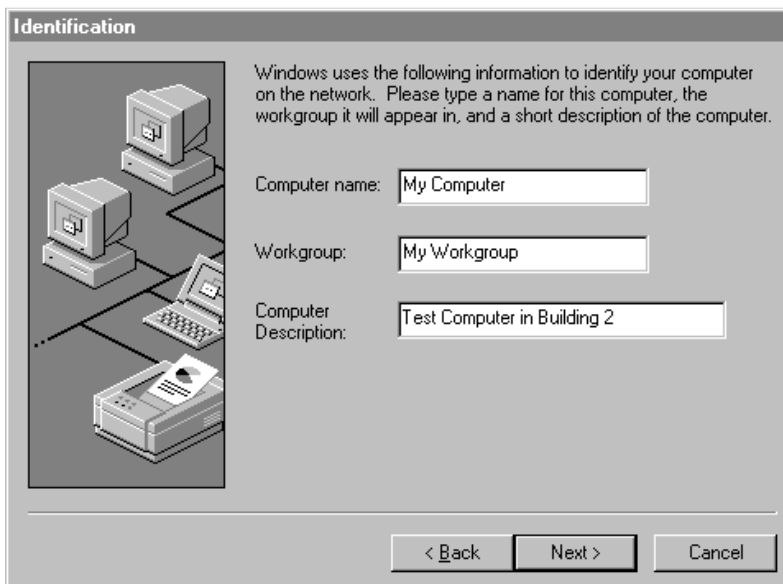 Identification
Windows uses the following information to identify your computer
on the network.  Please type a name for this computer, the
workgroup it will appear in, and a short description of the computer.
Computer name: My Computer
Workgroup: My Workgroup
Computer
Description: Test Computer in Building 2
< Back Next > Cancel